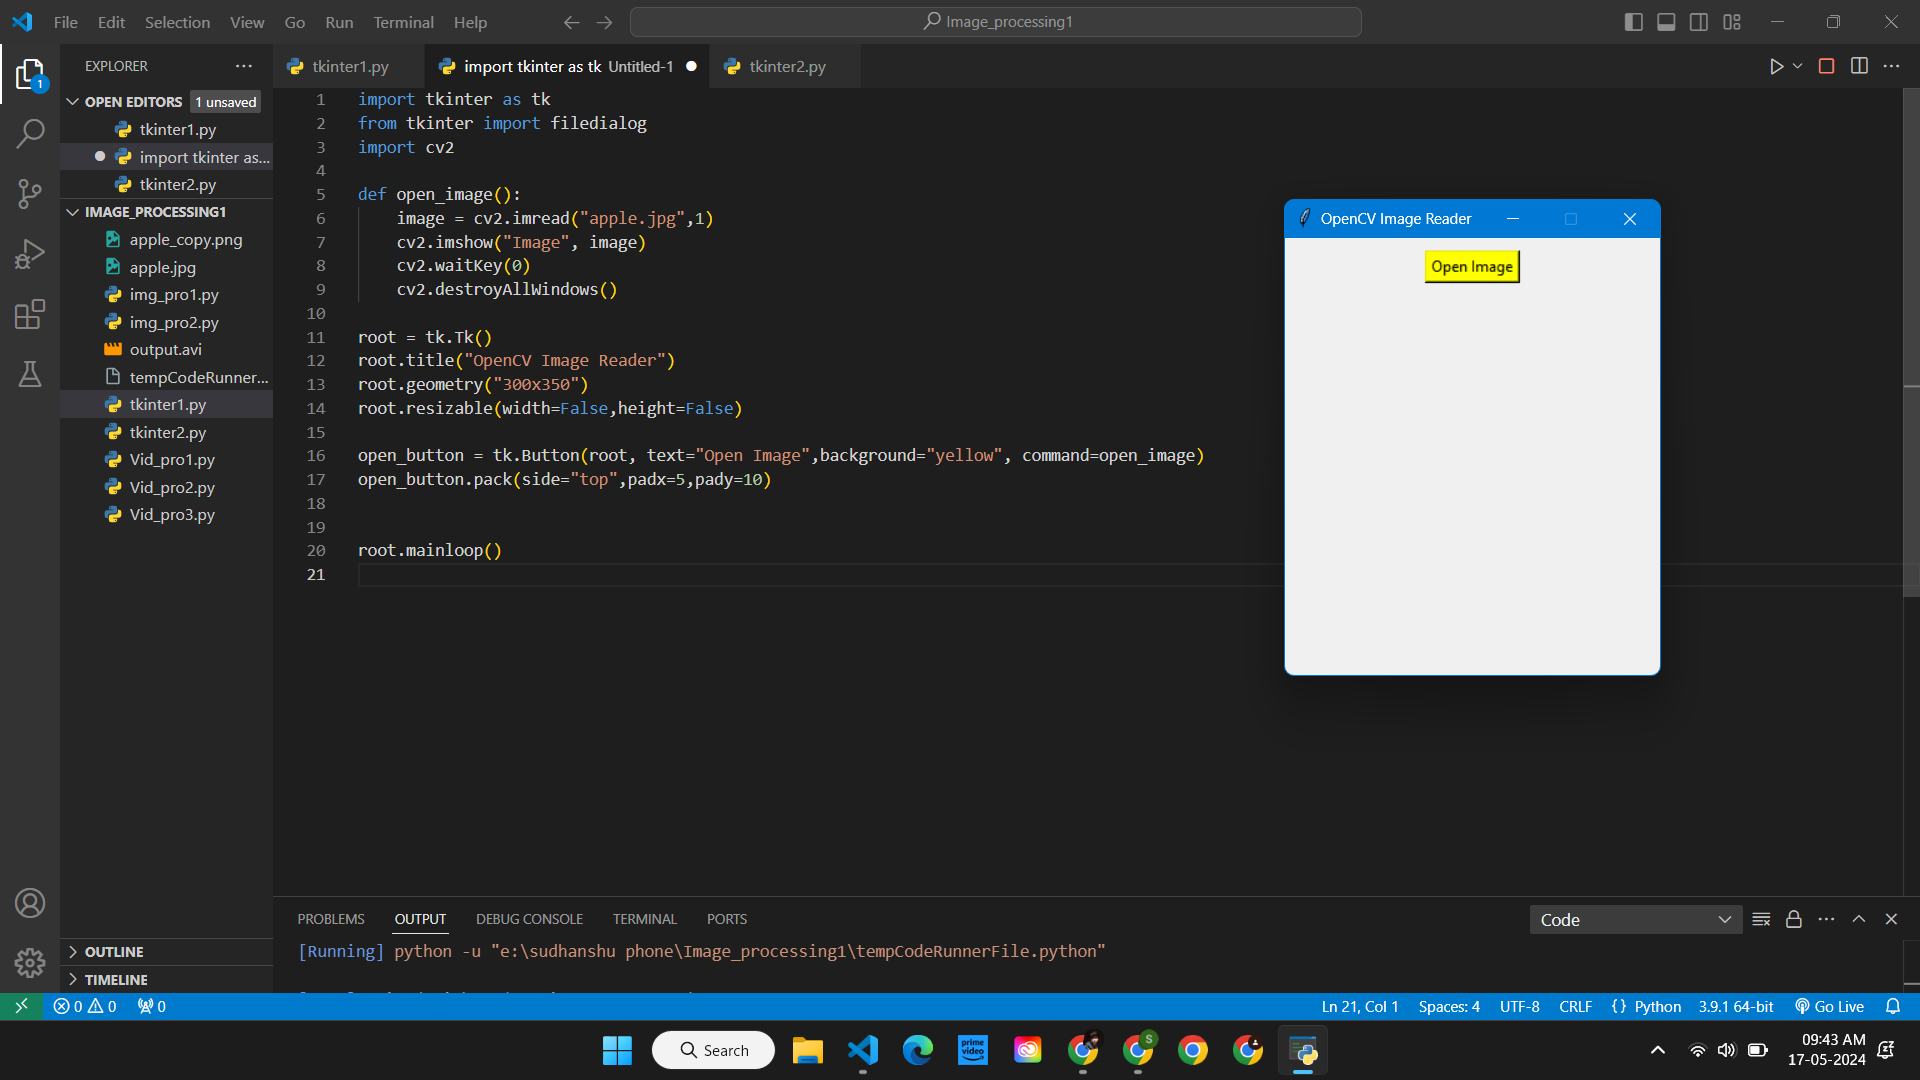 File Edit Selection View Go Run Terminal Help
Image_processing1
EXPLORER
1
OPEN EDITORS 1 unsaved
tkinter1.py
import tkinter as...
tkinter2.py
IMAGE_PROCESSING1
apple_copy.png
apple.jpg
img_pro1.py
img_pro2.py
output.avi
tempCodeRunner...
tkinter1.py
tkinter2.py
Vid_pro1.py
Vid_pro2.py
Vid_pro3.py
OUTLINE
TIMELINE
tkinter1.py import tkinter as tk Untitled-1 tkinter2.py
1 import tkinter as tk
2 from tkinter import filedialog
3 import cv2
4
5 def open_image():
6 image = cv2.imread("apple.jpg",1)
7 cv2.imshow("Image", image)
8 cv2.waitKey(0)
9 cv2.destroyAllWindows()
10
11 root = tk.Tk()
12 root.title("OpenCV Image Reader")
13 root.geometry("300x350")
14 root.resizable(width=False,height=False)
15
16 open_button = tk.Button(root, text="Open Image",background="yellow", command=open_image)
17 open_button.pack(side="top",padx=5,pady=10)
18
19
20 root.mainloop()
21
OpenCV Image Reader
Open Image
PROBLEMS OUTPUT DEBUG CONSOLE TERMINAL PORTS
Code
[Running] python -u "e:\sudhanshu phone\Image_processing1\tempCodeRunnerFile.python"
0 0 0
Ln 21, Col 1 Spaces: 4 UTF-8 CRLF {} Python 3.9.1 64-bit Go Live
Search
prime video
S
09:43 AM
17-05-2024